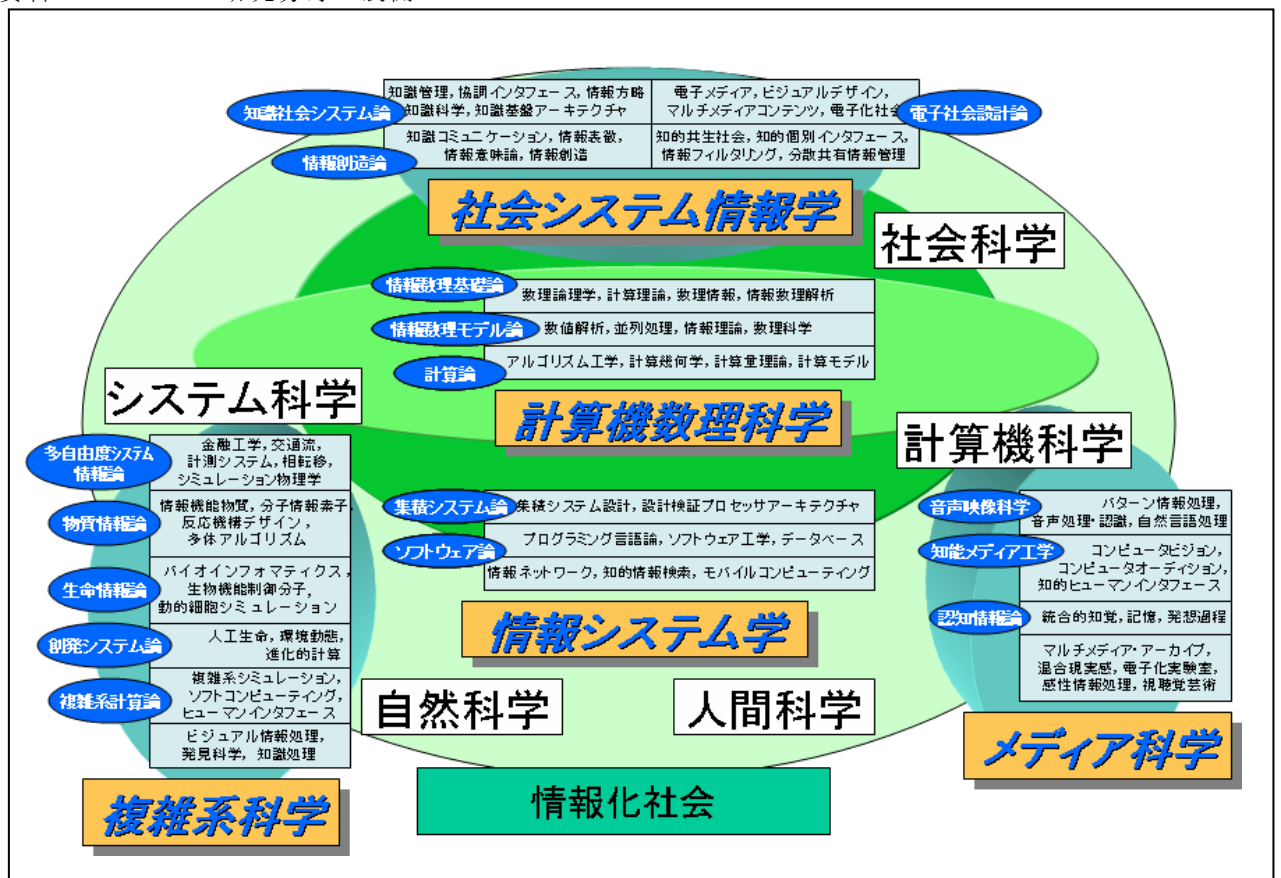 知識社会システム論
知識管理, 協調インタフェース, 情報方略
知識科学, 知識基盤アーキテクチャ
電子メディア, ビジュアルデザイン,
マルチメディアコンテンツ, 電子化社会
電子社会設計論
情報創造論
知識コミュニケーション, 情報表徴,
情報意味論, 情報創造
知的共生社会, 知的個別インタフェース,
情報フィルタリング, 分散共有情報管理
社会システム情報学
社会科学
情報数理基礎論
数理論理学, 計算理論, 数理情報, 情報数理解析
情報数理モデル論
数値解析, 並列処理, 情報理論, 数理科学
計算論
アルゴリズム工学, 計算幾何学, 計算量理論, 計算モデル
計算機数理科学
システム科学
計算機科学
多自由度システム
情報論
金融工学, 交通流,
計測システム, 相転移,
シミュレーション物理学
物質情報論
情報機能物質, 分子情報素子,
反応機構デザイン,
多体アルゴリズム
生命情報論
バイオインフォマティクス,
生物機能制御分子,
動的細胞シミュレーション
創発システム論
人工生命, 環境動態,
進化的計算
複雑系計算論
複雑系シミュレーション,
ソフトコンピューティング,
ヒューマンインタフェース
ビジュアル情報処理,
発見科学, 知識処理
複雑系科学
集積システム論
集積システム設計, 設計検証プロセッサアーキテクチャ
ソフトウェア論
プログラミング言語論, ソフトウェア工学, データベース
情報ネットワーク, 知的情報検索, モバイルコンピューティング
情報システム学
音声映像科学
パターン情報処理,
音声処理・認識, 自然言語処理
知能メディア工学
コンピュータビジョン,
コンピュータオーディション,
知的ヒューマンインタフェース
認知情報論
統合的知覚, 記憶, 発想過程
マルチメディア・アーカイブ,
混合現実感, 電子化実験室,
感性情報処理, 視聴覚芸術
メディア科学
自然科学
人間科学
情報化社会